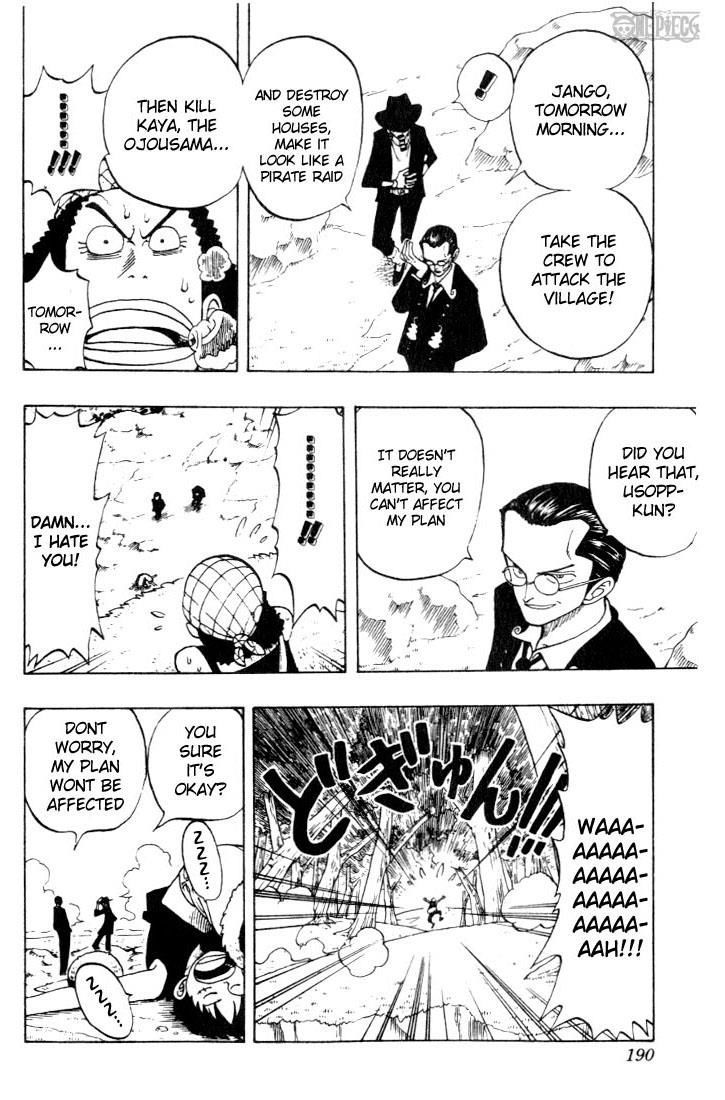 ONE PIECE
!
JANGO,
TOMORROW
MORNING...
TAKE THE
CREW TO
ATTACK THE
VILLAGE!
AND DESTROY
SOME
HOUSES,
MAKE IT
LOOK LIKE A
PIRATE RAID
THEN KILL
KAYA, THE
OJOUSAMA...
........!!!
TOMOR-
ROW
...
DID YOU
HEAR THAT,
USOPP-
KUN?
IT DOESN'T
REALLY
MATTER, YOU
CAN'T AFFECT
MY PLAN
..........!!
DAMN...
I HATE
YOU!
WAAA-
AAAAA-
AAAAA-
AAAAA-
AAAAA-
AAH!!!
どぎゅん!!!
YOU
SURE
IT'S
OKAY?
DONT
WORRY,
MY PLAN
WONT BE
AFFECTED
ZZZ...
ZZZ...
190